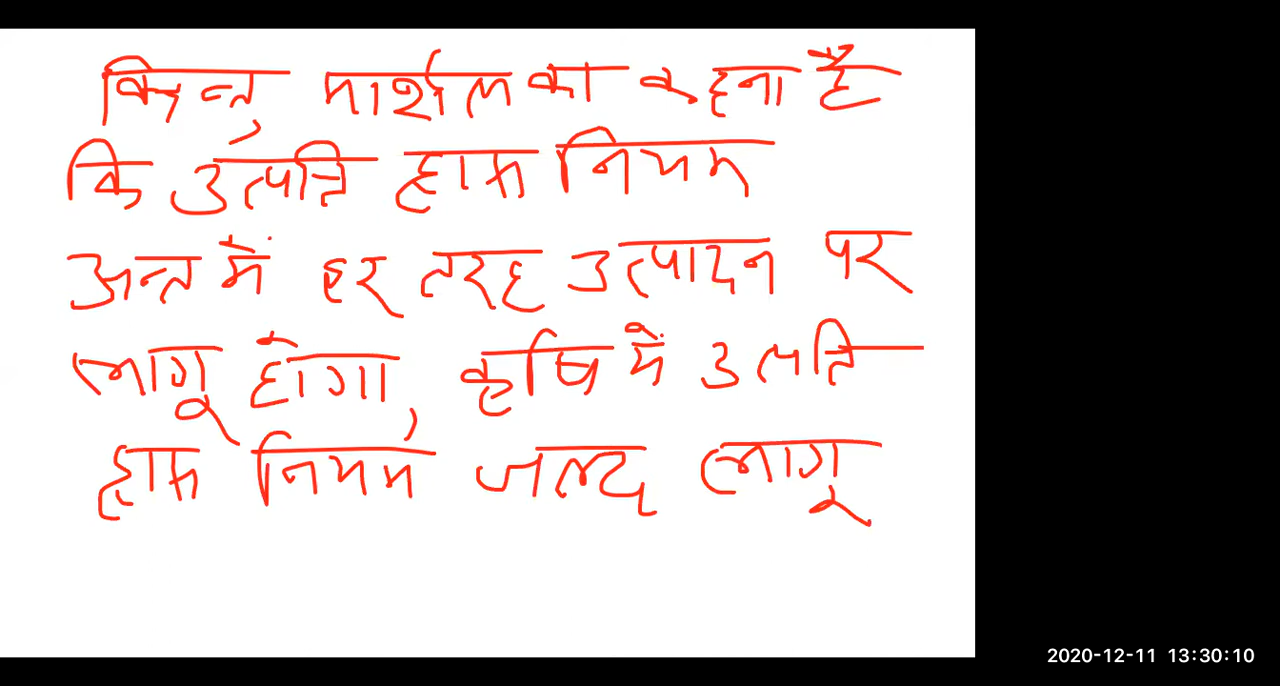 किन्तु मार्शल का कहना है
कि उत्पत्ति ह्रास नियम
अन्त में हर तरह उत्पादन पर
लागू होगा, कृषि में उत्पत्ति
ह्रास नियम जल्द लागू
2020-12-11 13:30:10